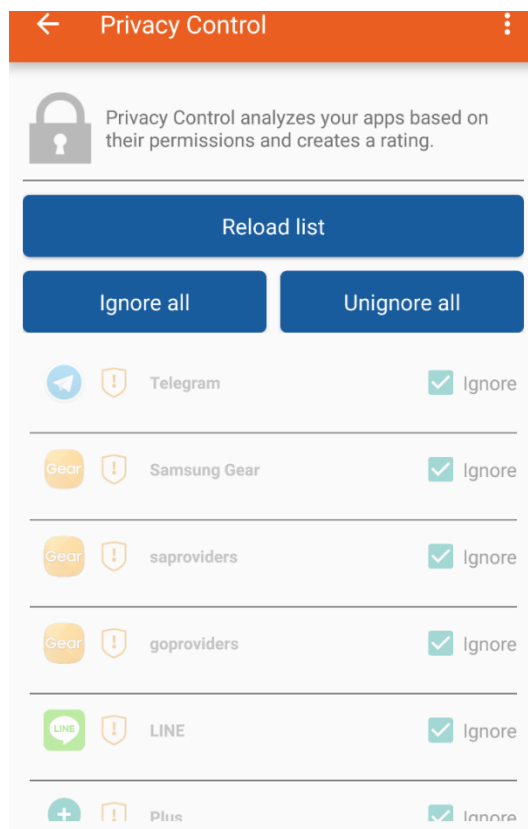 Privacy Control
Privacy Control analyzes your apps based on
their permissions and creates a rating.
Reload list
Ignore all Unignore all
Telegram Ignore
Gear Samsung Gear Ignore
Gear saproviders Ignore
Gear goproviders Ignore
LINE LINE Ignore
Plus Ignore